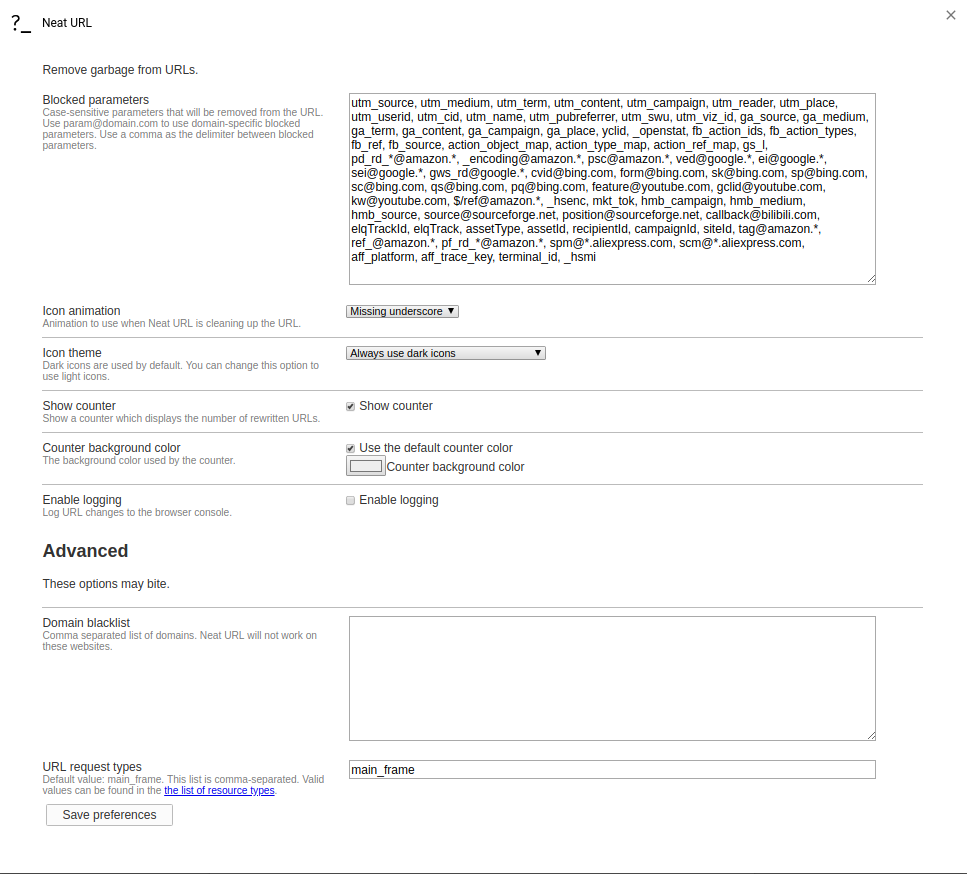 ?_ Neat URL ×
Remove garbage from URLs.
Blocked parameters
Case-sensitive parameters that will be removed from the URL.
Use param@domain.com to use domain-specific blocked
parameters. Use a comma as the delimiter between blocked
parameters.
utm_source, utm_medium, utm_term, utm_content, utm_campaign, utm_reader, utm_place,
utm_userid, utm_cid, utm_name, utm_pubreferrer, utm_swu, utm_viz_id, ga_source, ga_medium,
ga_term, ga_content, ga_campaign, ga_place, yclid, _openstat, fb_action_ids, fb_action_types,
fb_ref, fb_source, action_object_map, action_type_map, action_ref_map, gs_l,
pd_rd_*@amazon.*, _encoding@amazon.*, psc@amazon.*, ved@google.*, ei@google.*,
sei@google.*, gws_rd@google.*, cvid@bing.com, form@bing.com, sk@bing.com, sp@bing.com,
sc@bing.com, qs@bing.com, pq@bing.com, feature@youtube.com, gclid@youtube.com,
kw@youtube.com, $/ref@amazon.*, _hsenc, mkt_tok, hmb_campaign, hmb_medium,
hmb_source, source@sourceforge.net, position@sourceforge.net, callback@bilibili.com,
elqTrackId, elqTrack, assetType, assetId, recipientId, campaignId, siteId, tag@amazon.*,
ref_@amazon.*, pf_rd_*@amazon.*, spm@*.aliexpress.com, scm@*.aliexpress.com,
aff_platform, aff_trace_key, terminal_id, _hsmi
Icon animation
Animation to use when Neat URL is cleaning up the URL.
Missing underscore
Icon theme
Dark icons are used by default. You can change this option to
use light icons.
Always use dark icons
Show counter
Show a counter which displays the number of rewritten URLs.
Show counter
Counter background color
The background color used by the counter.
Use the default counter color
Counter background color
Enable logging
Log URL changes to the browser console.
Enable logging
Advanced
These options may bite.
Domain blacklist
Comma separated list of domains. Neat URL will not work on
these websites.
URL request types
Default value: main_frame. This list is comma-separated. Valid
values can be found in the the list of resource types.
main_frame
Save preferences